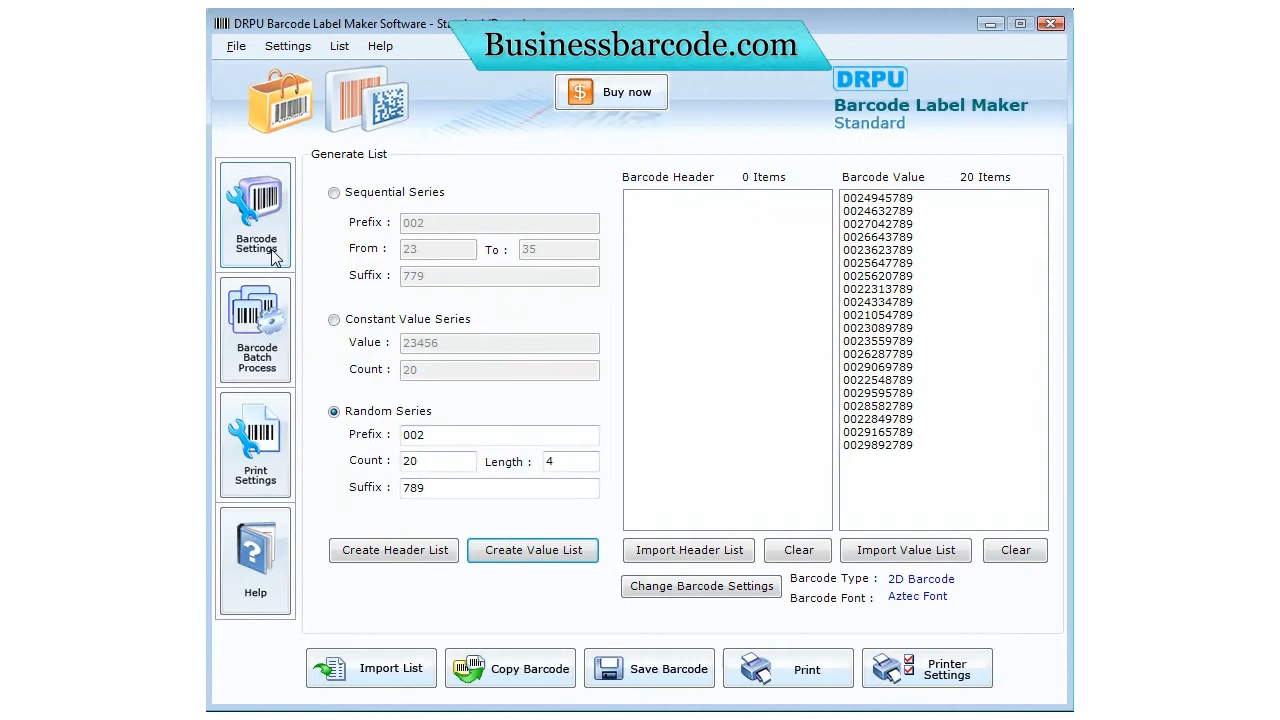 DRPU Barcode Label Maker Software -
Businessbarcode.com
File Settings List Help
Buy now
DRPU
Barcode Label Maker
Standard
Generate List
Sequential Series
Prefix : 002
From : 23 To : 35
Suffix : 779
Constant Value Series
Value : 23456
Count : 20
Random Series
Prefix : 002
Count : 20 Length : 4
Suffix : 789
Create Header List Create Value List
Barcode Header 0 Items
Barcode Value 20 Items
0024945789
0024632789
0027042789
0026643789
0023623789
0025647789
0025620789
0022313789
0024334789
0021054789
0023089789
0023559789
0026287789
0029069789
0022548789
0029595789
0028582789
0022849789
0029165789
0029892789
Import Header List Clear Import Value List Clear
Change Barcode Settings
Barcode Type : 2D Barcode
Barcode Font : Aztec Font
Barcode
Settings
Barcode
Batch
Process
Print
Settings
Help
Import List Copy Barcode Save Barcode Print Printer
Settings